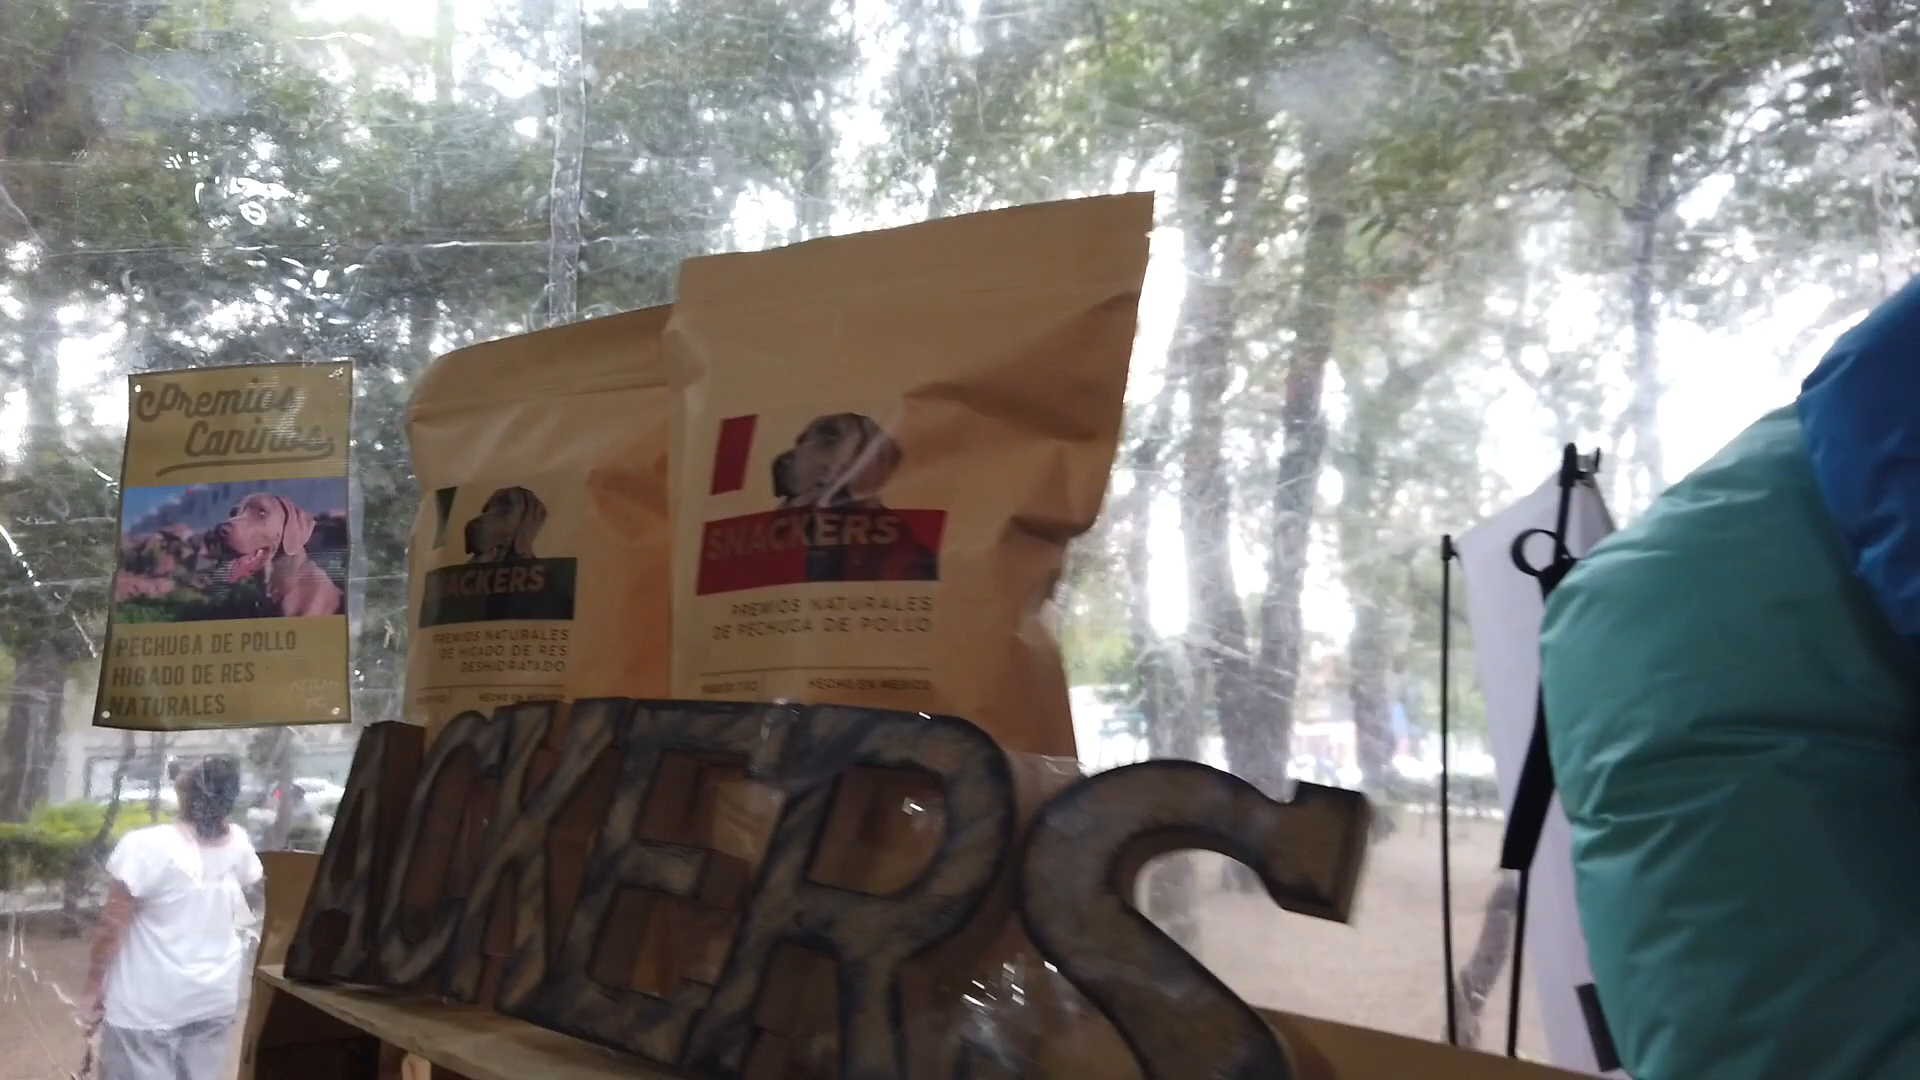 Premios
Caninos
PECHUGA DE POLLO
HIGADO DE RES
NATURALES
ACKERS
PREMIOS NATURALES
DE HIGADO DE RES
DESHIDRATADO
HECHO EN MEXICO
SNACKERS
PREMIOS NATURALES
DE PECHUGA DE POLLO
HECHO EN MEXICO
ACKERS